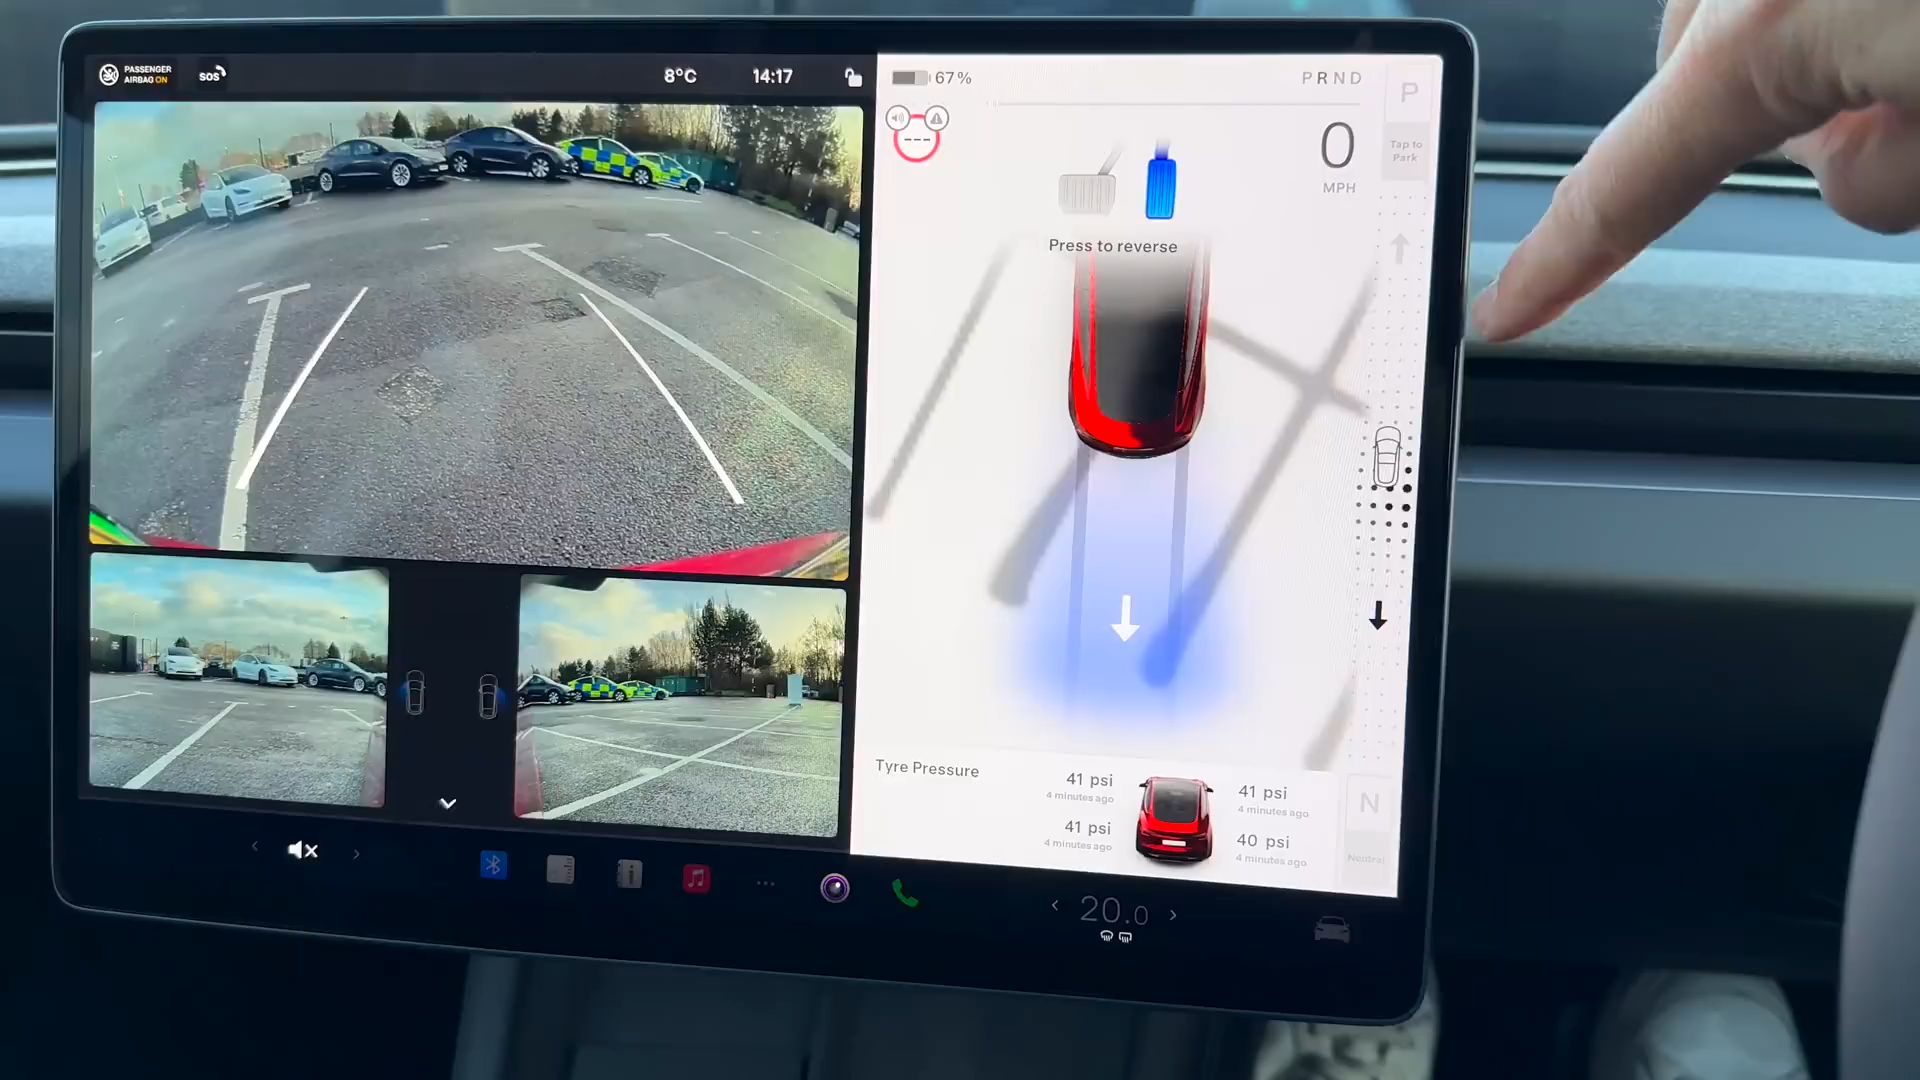 PASSENGER
AIRBAG ON
SOS
8°C
14:17
67%
P R N D
P
Tap to
Park
---
0
MPH
Press to reverse
Tyre Pressure
41 psi
4 minutes ago
41 psi
4 minutes ago
41 psi
4 minutes ago
40 psi
4 minutes ago
N
Neutral
20.0